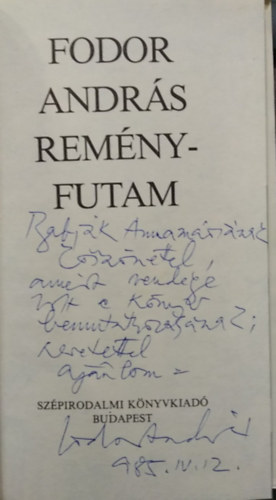 FODOR
ANDRÁS
REMÉNY-
FUTAM
Babják Annamáriának
köszönettel,
amiért vendége
volt e könyv
bemutatkozásának;
szeretettel
ajánlom =
SZÉPIRODALMI KÖNYVKIADÓ
BUDAPEST
Fodor András
985. IV. 12.